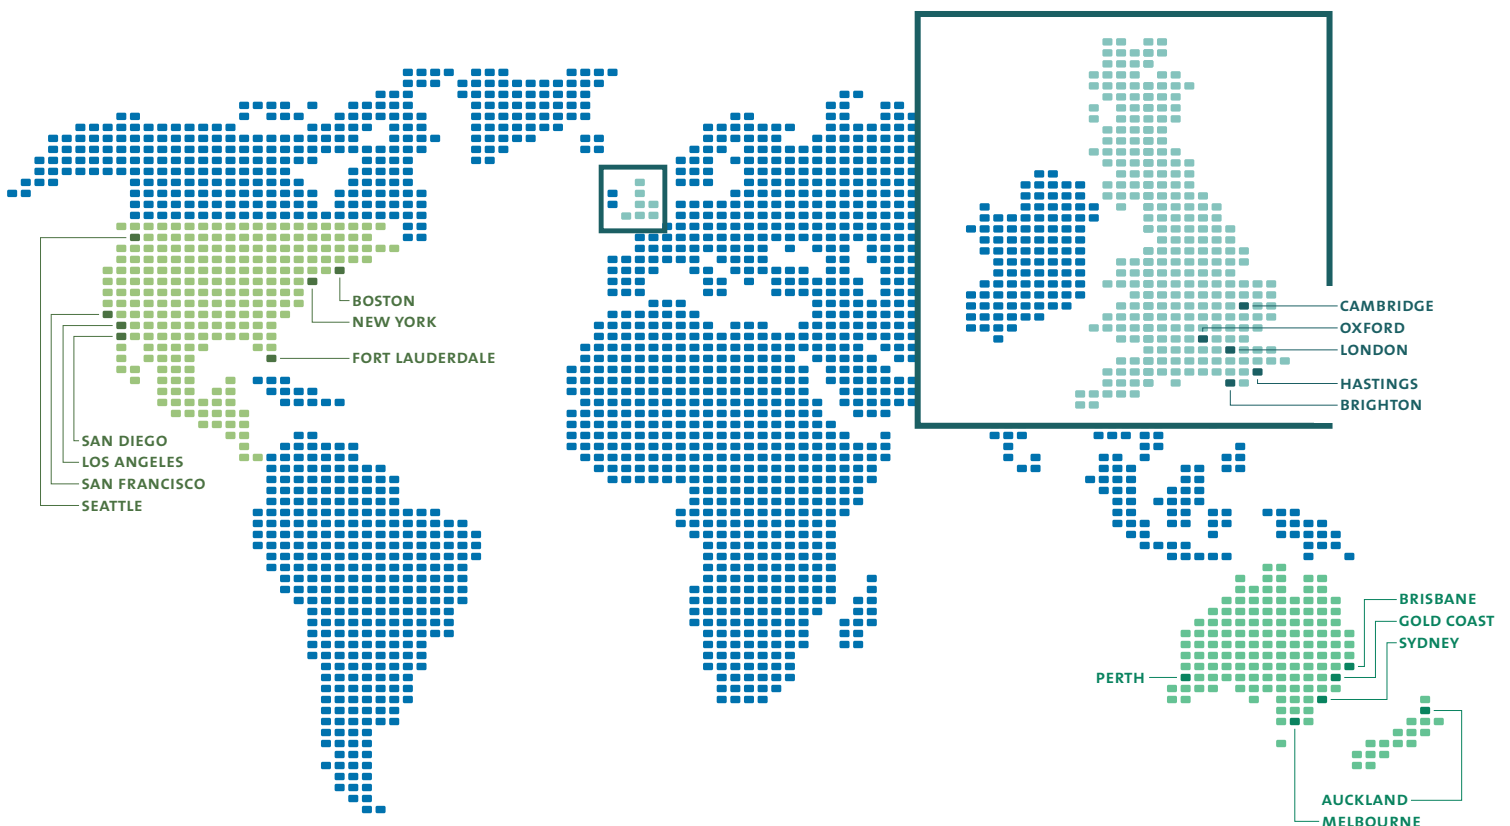 BOSTON
NEW YORK
FORT LAUDERDALE
SAN DIEGO
LOS ANGELES
SAN FRANCISCO
SEATTLE
CAMBRIDGE
OXFORD
LONDON
HASTINGS
BRIGHTON
BRISBANE
GOLD COAST
SYDNEY
PERTH
AUCKLAND
MELBOURNE